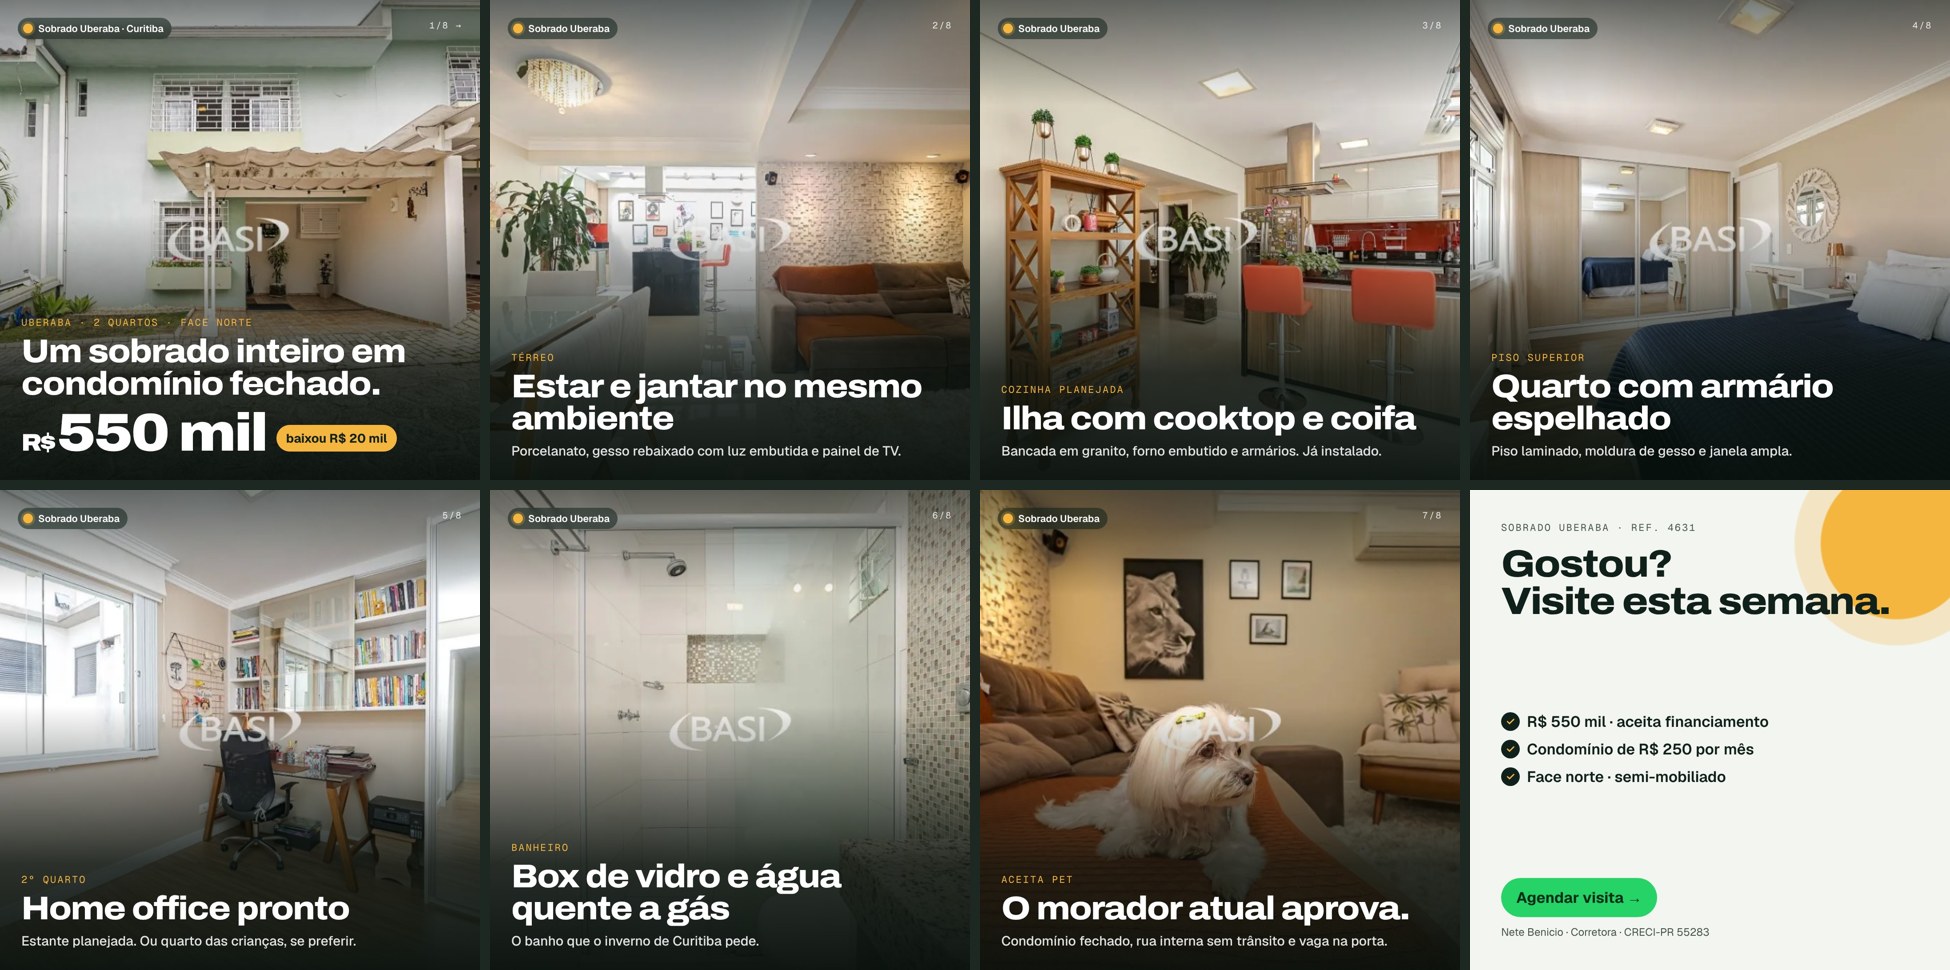 Sobrado Uberaba · Curitiba
1/8 →
BASI
UBERABA · 2 QUARTOS · FACE NORTE
Um sobrado inteiro em
condomínio fechado.
R$ 550 mil
baixou R$ 20 mil
Sobrado Uberaba
2/8
BASI
TÉRREO
Estar e jantar no mesmo
ambiente
Porcelanato, gesso rebaixado com luz embutida e painel de TV.
Sobrado Uberaba
3/8
BASI
COZINHA PLANEJADA
Ilha com cooktop e coifa
Bancada em granito, forno embutido e armários. Já instalado.
Sobrado Uberaba
4/8
BASI
PISO SUPERIOR
Quarto com armário
espelhado
Piso laminado, moldura de gesso e janela ampla.
Sobrado Uberaba
5/8
BASI
2º QUARTO
Home office pronto
Estante planejada. Ou quarto das crianças, se preferir.
Sobrado Uberaba
6/8
BASI
BANHEIRO
Box de vidro e água
quente a gás
O banho que o inverno de Curitiba pede.
Sobrado Uberaba
7/8
BASI
ACEITA PET
O morador atual aprova.
Condomínio fechado, rua interna sem trânsito e vaga na porta.
SOBRADO UBERABA · REF. 4631
Gostou?
Visite esta semana.
R$ 550 mil · aceita financiamento
Condomínio de R$ 250 por mês
Face norte · semi-mobiliado
Agendar visita →
Nete Benicio · Corretora · CRECI-PR 55283